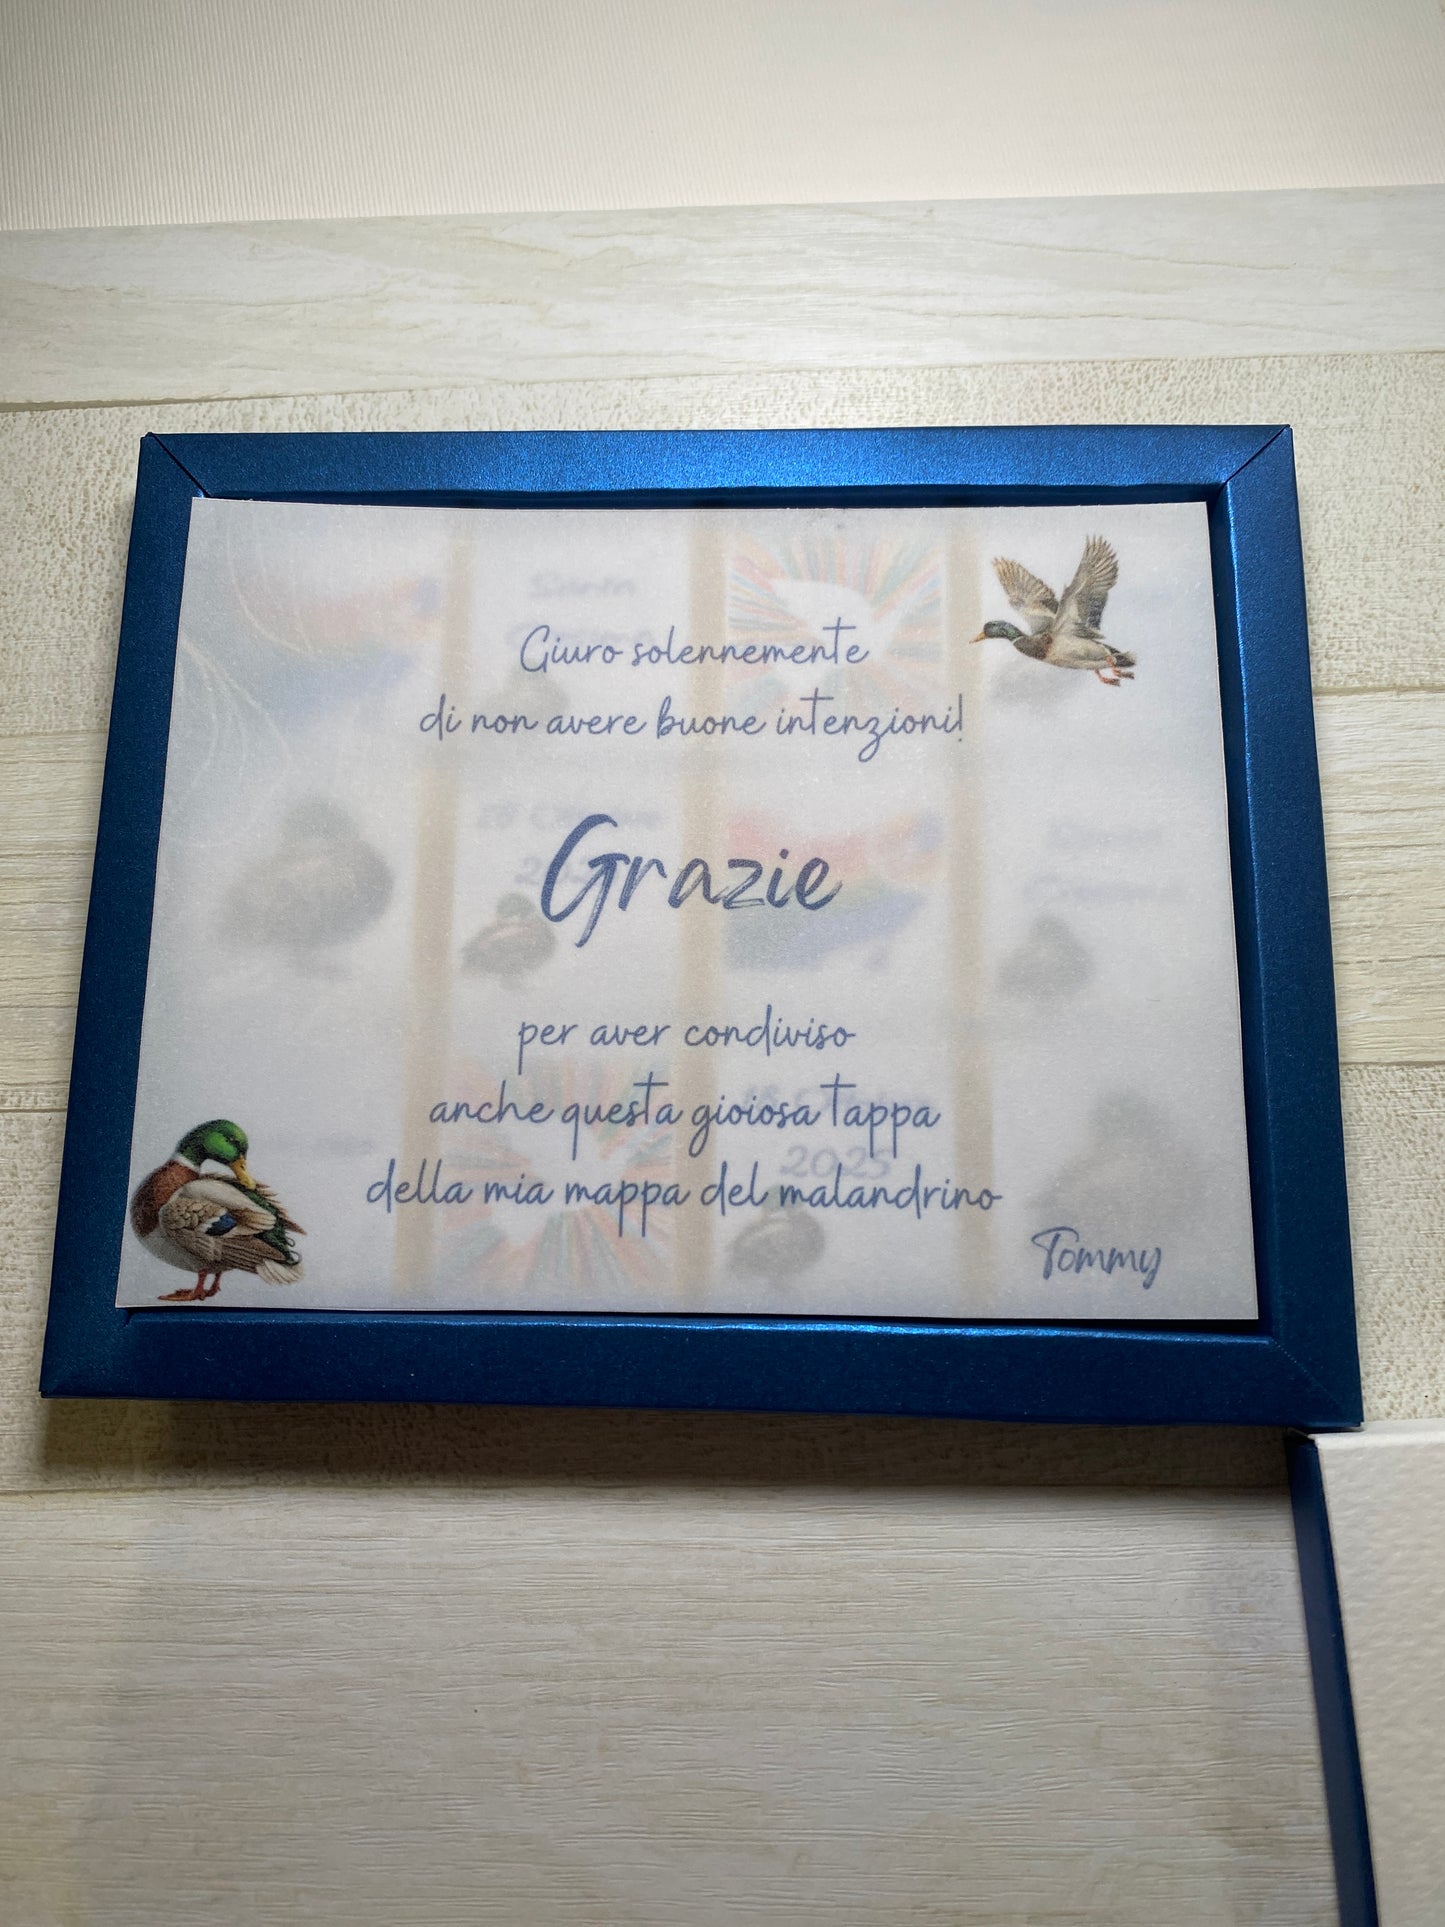 Giuro solennemente
di non avere buone intenzioni!
Grazie
per aver condiviso
anche questa gioiosa tappa
2025
della mia mappa del malandrino
Tommy